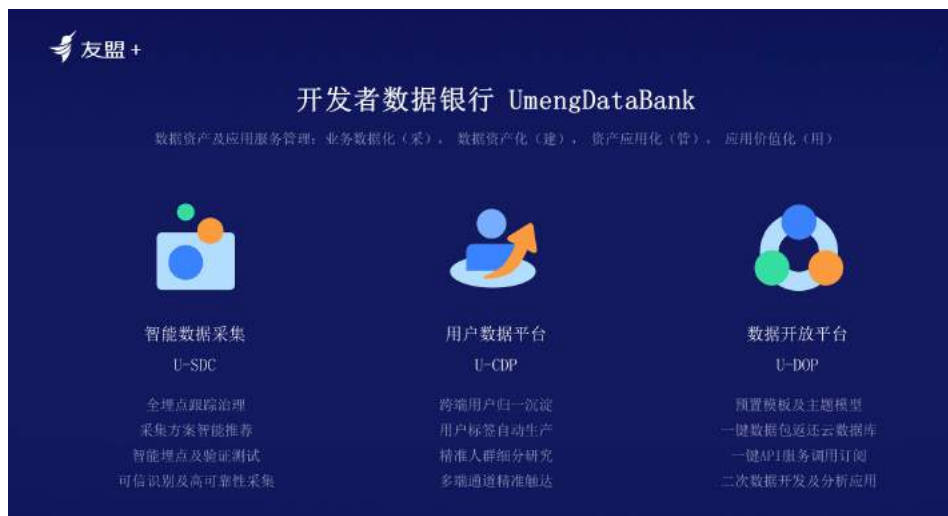 友盟+
开发者数据银行 UmengDataBank
数据资产及应用服务管理：业务数据化（采），数据资产化（建），资产应用化（管），应用价值化（用）
智能数据采集
U-SDC
全埋点跟踪治理
采集方案智能推荐
智能埋点及验证测试
可信识别及高可靠性采集
用户数据平台
U-CDP
跨端用户归一沉淀
用户标签自动生产
精准人群细分研究
多端通道精准触达
数据开放平台
U-DOP
预置模板及主题模型
一键数据包返还云数据库
一键API服务调用订阅
二次数据开发及分析应用